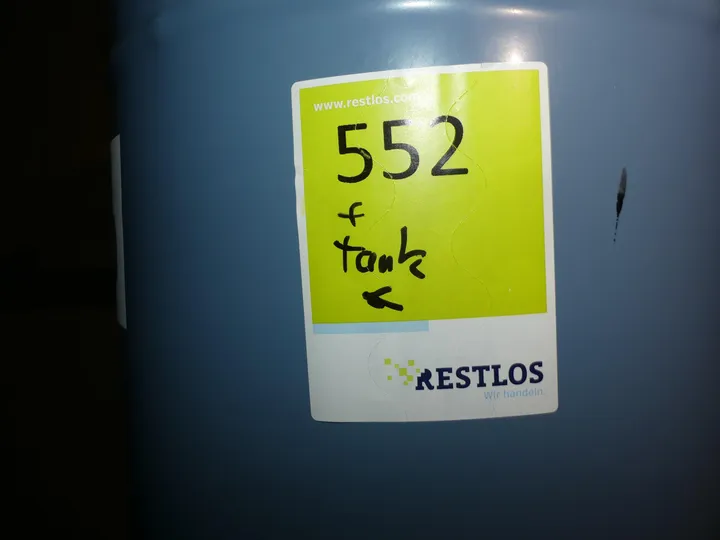 www.restlos.com
552
+
tank
RESTLOS
Wir handeln.